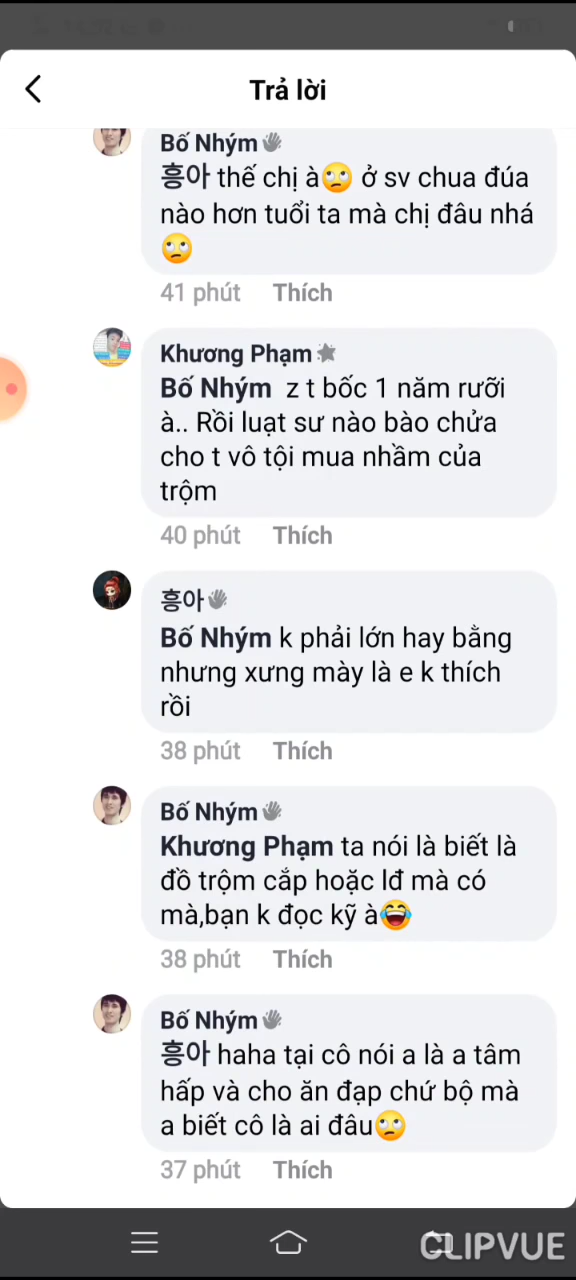 Trả lời
Bố Nhým
흥아 thế chị à🙄 ở sv chua đúa
nào hơn tuổi ta mà chị đâu nhá
🙄
41 phút Thích
Khương Phạm
Bố Nhým z t bốc 1 năm rưỡi
à.. Rồi luật sư nào bào chửa
cho t vô tội mua nhầm của
trộm
40 phút Thích
흥아
Bố Nhým k phải lớn hay bằng
nhưng xưng mày là e k thích
rồi
38 phút Thích
Bố Nhým
Khương Phạm ta nói là biết là
đồ trộm cắp hoặc lđ mà có
mà,bạn k đọc kỹ à😂
38 phút Thích
Bố Nhým
흥아 haha tại cô nói a là a tâm
hấp và cho ăn đạp chứ bộ mà
a biết cô là ai đâu🙄
37 phút Thích
CLIPVUE